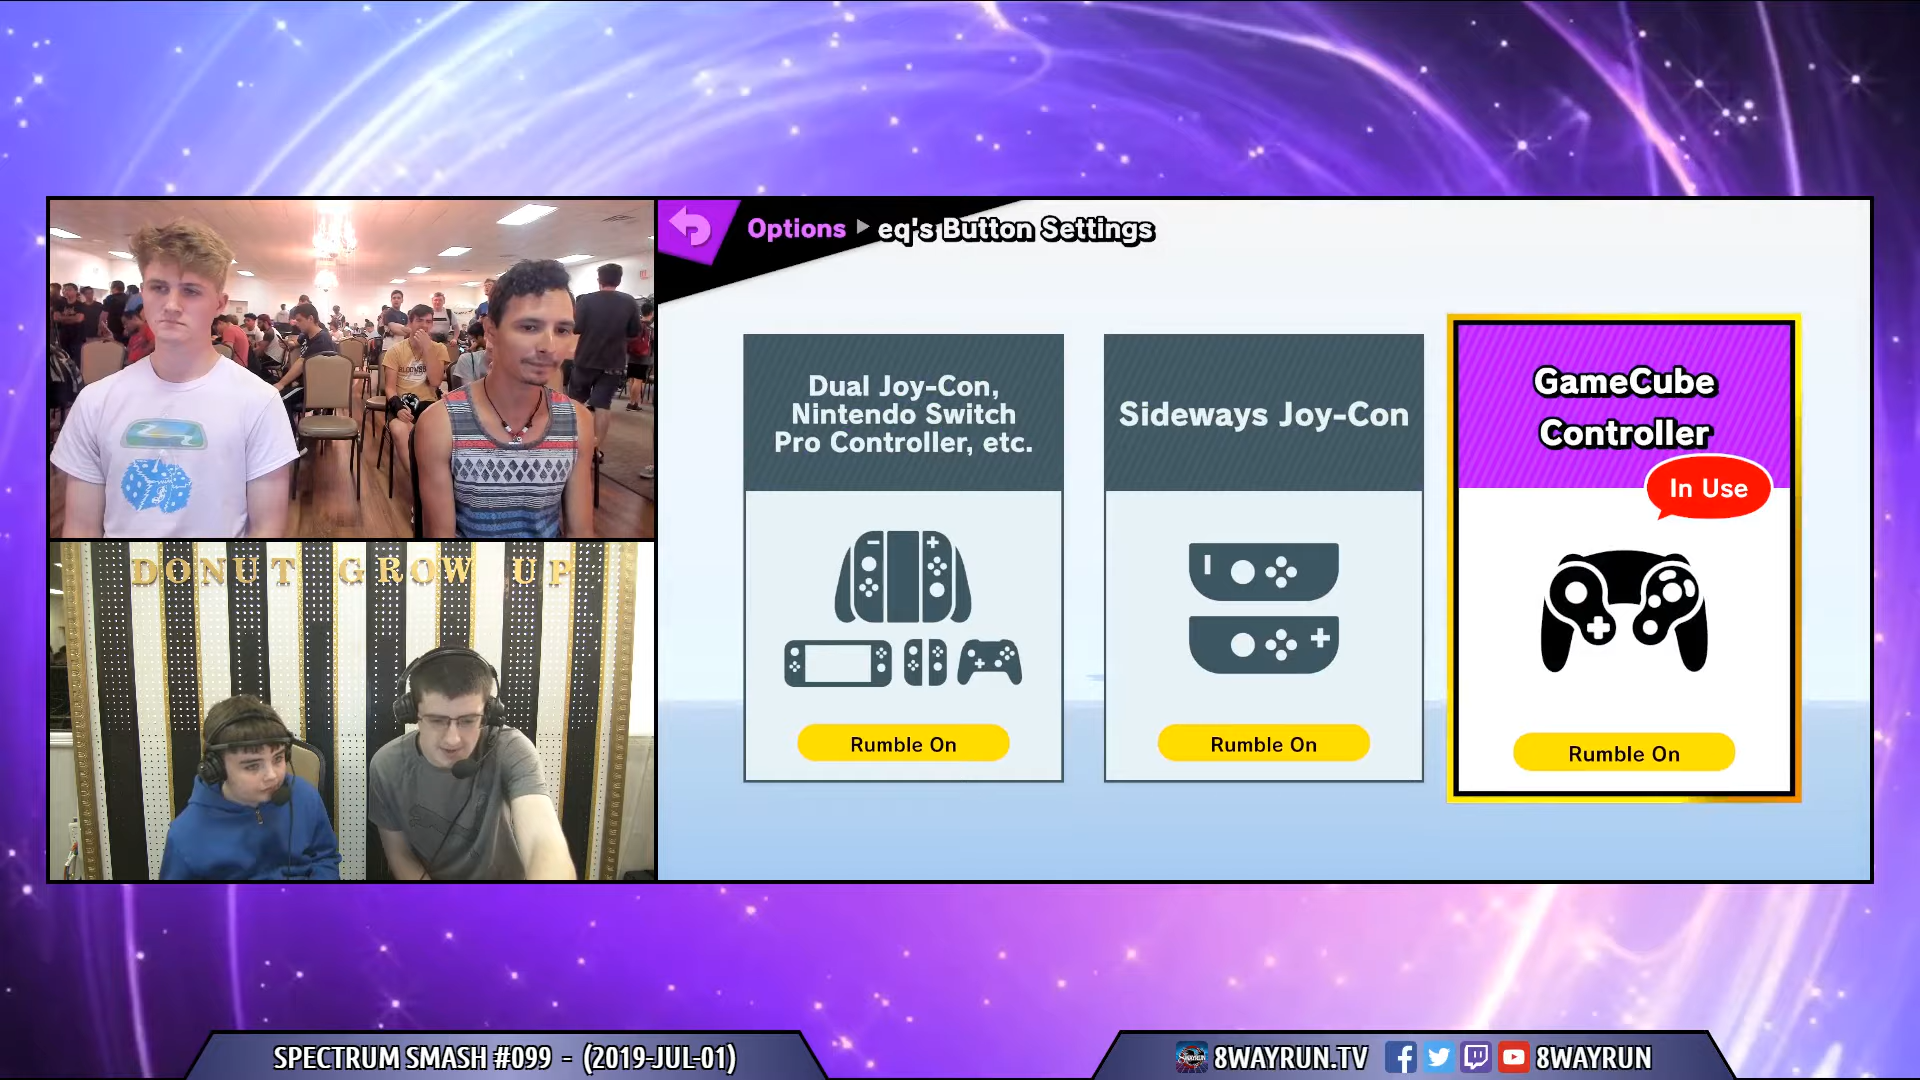 Options ▶ eq's Button Settings
Dual Joy-Con,
Nintendo Switch
Pro Controller, etc.
Rumble On
Sideways Joy-Con
Rumble On
GameCube
Controller
In Use
Rumble On
DONUT GROW UP
SPECTRUM SMASH #099 - (2019-JUL-01)
8WAYRUN.TV
8WAYRUN